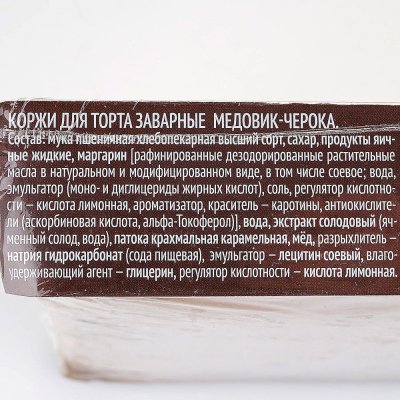 КОРЖИ ДЛЯ ТОРТА ЗАВАРНЫЕ МЕДОВИК-ЧЕРОКА.
Состав: мука пшеничная хлебопекарная высший сорт, сахар, продукты яич-
ные жидкие, маргарин [рафинированные дезодорированные растительные
масла в натуральном и модифицированном виде, в том числе соевое; вода,
эмульгатор (моно- и диглицериды жирных кислот), соль, регулятор кислотно-
сти – кислота лимонная, ароматизатор, краситель – каротины, антиокислите-
ли (аскорбиновая кислота, альфа-Токоферол)], вода, экстракт солодовый (яч-
менный солод, вода), патока крахмальная карамельная, мёд, разрыхлитель –
натрия гидрокарбонат (сода пищевая), эмульгатор – лецитин соевый, влаго-
удерживающий агент – глицерин, регулятор кислотности – кислота лимонная.